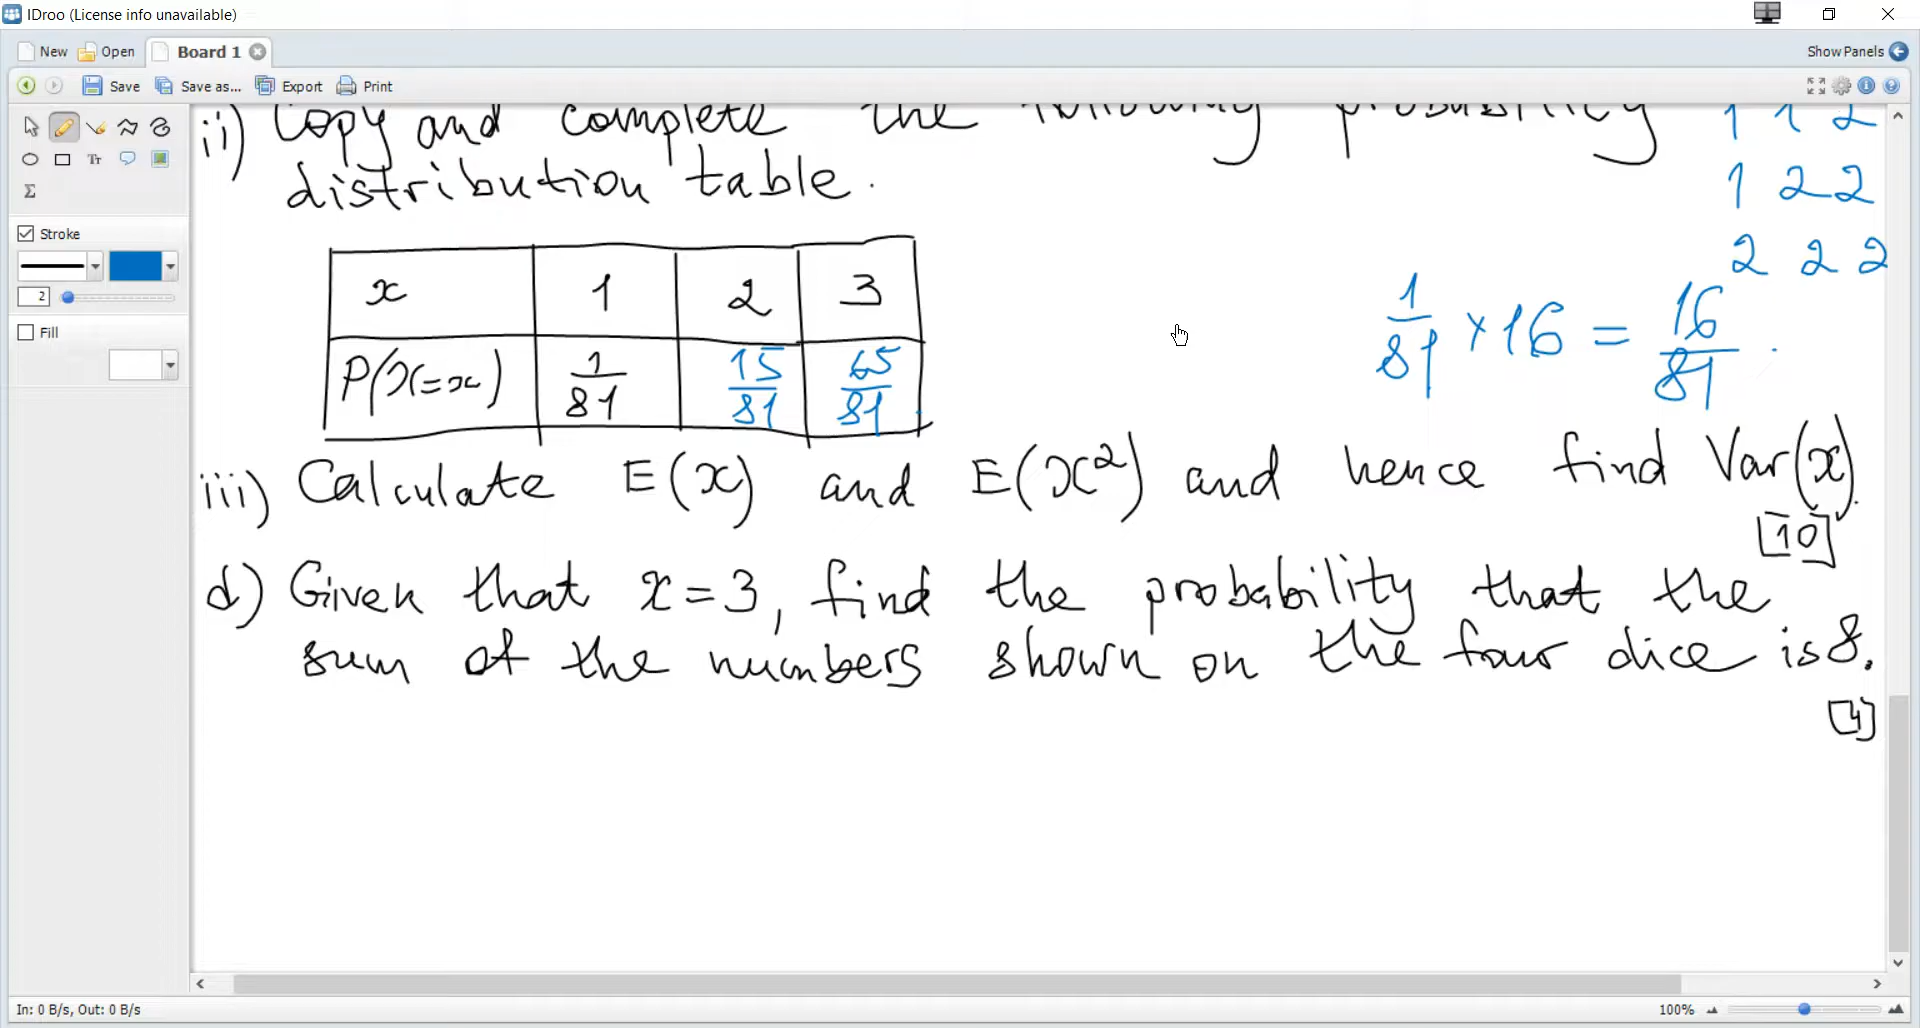 IDroo (License info unavailable)
New Open Board 1 Show Panels
Save Save as... Export Print
ii) Copy and complete the following probability
distribution table.
1 1 2
1 2 2
2 2 2
x 1 2 3
P(X=x) 1/81 15/81 65/81
1/81 × 16 = 16/81.
iii) Calculate E(x) and E(x²) and hence find Var(x).
[10]
d) Given that x=3, find the probability that the
sum of the numbers shown on the four dice is 8.
[4]
Tr
Σ
Stroke
2
Fill
In: 0 B/s, Out: 0 B/s 100%